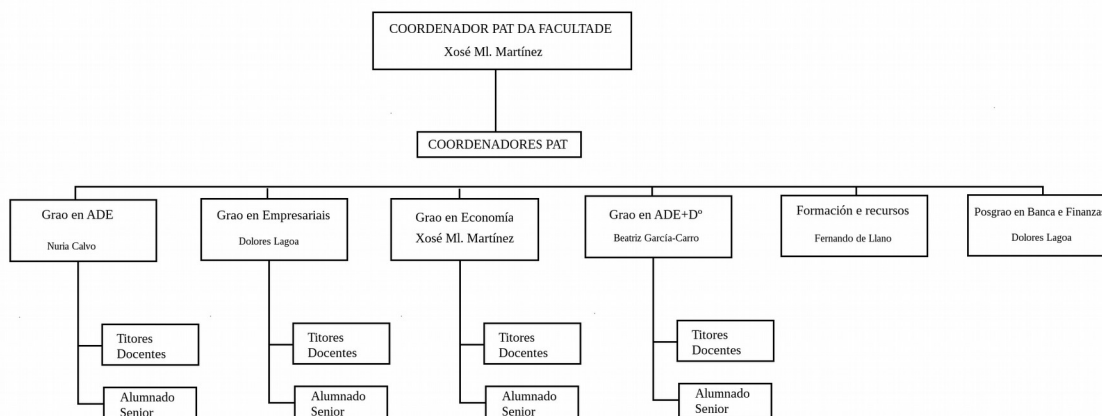 COORDENADOR PAT DA FACULTADE
Xosé Ml. Martínez
COORDENADORES PAT
Grao en ADE
Nuria Calvo
Grao en Empresariais
Dolores Lagoa
Grao en Economía
Xosé Ml. Martínez
Grao en ADE+Dº
Beatriz García-Carro
Formación e recursos
Fernando de Llano
Posgrao en Banca e Finanzas
Dolores Lagoa
Titores
Docentes
Titores
Docentes
Titores
Docentes
Titores
Docentes
Alumnado
Senior
Alumnado
Senior
Alumnado
Senior
Alumnado
Senior